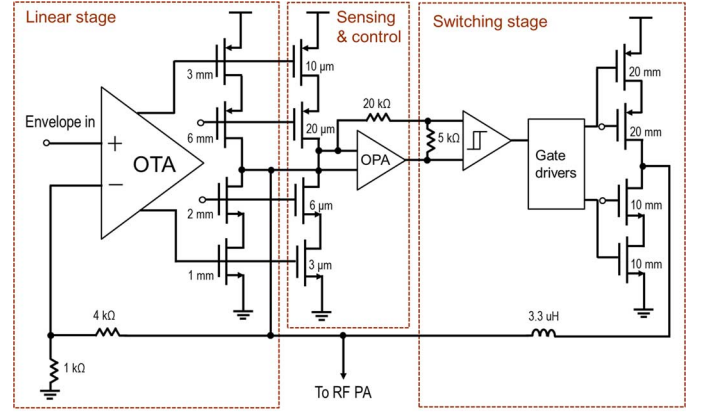 Linear stage
Sensing
& control
Switching stage
3 mm
10 µm
20 mm
Envelope in
+
OTA
−
6 mm
20 µm
20 kΩ
5 kΩ
OPA
Gate
drivers
20 mm
2 mm
6 µm
10 mm
1 mm
3 µm
10 mm
4 kΩ
3.3 uH
1 kΩ
To RF PA